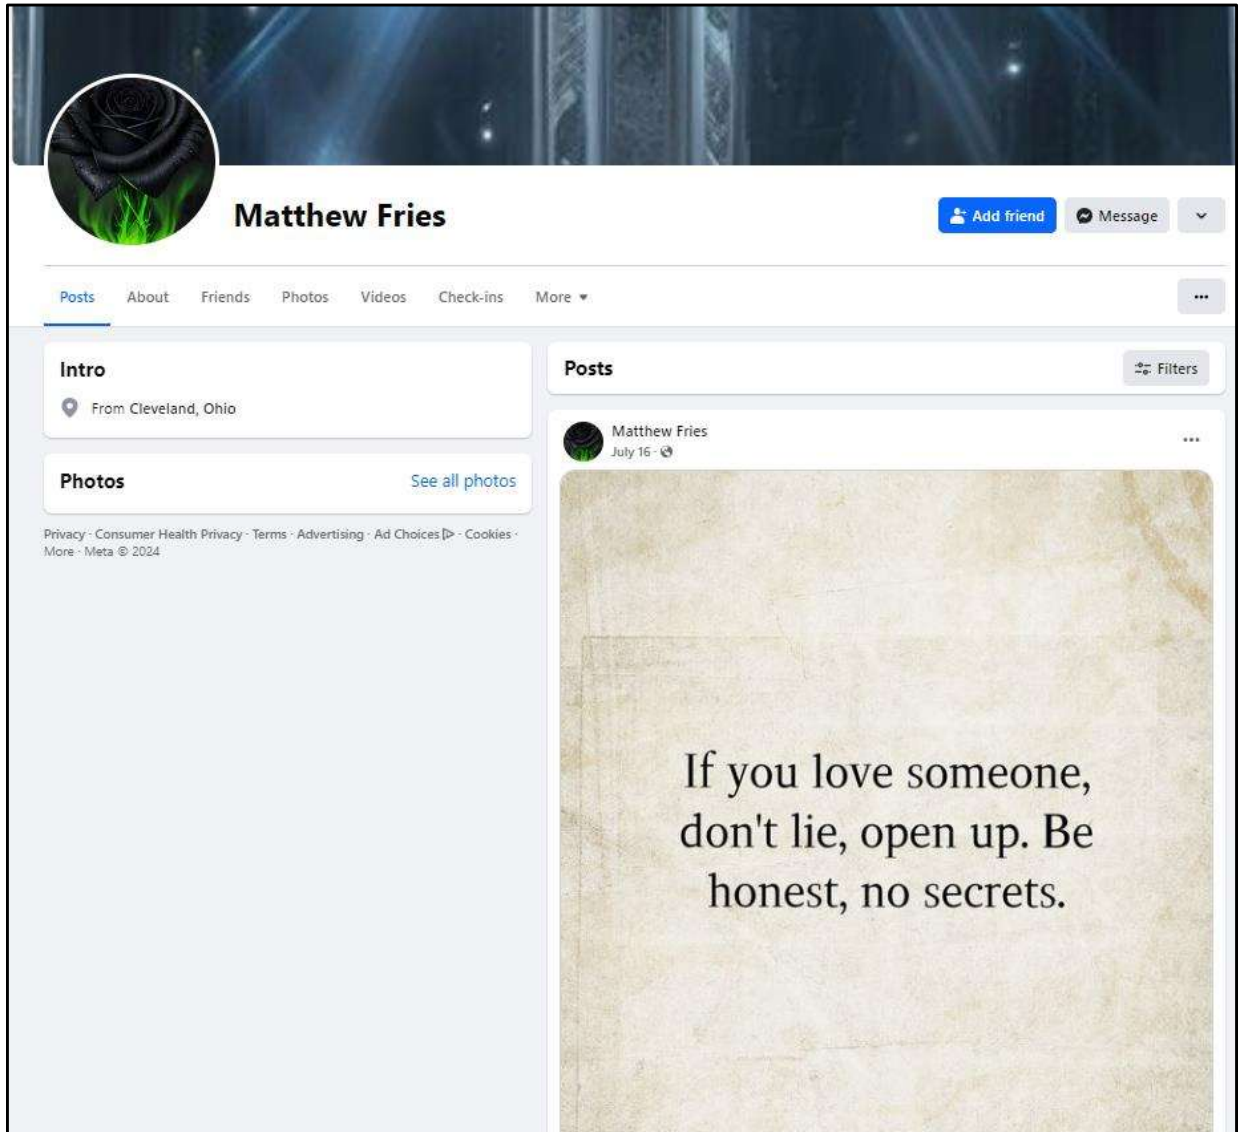 Matthew Fries
Add friend
Message
Posts
About
Friends
Photos
Videos
Check-ins
More
Intro
From Cleveland, Ohio
Photos
See all photos
Privacy · Consumer Health Privacy · Terms · Advertising · Ad Choices · Cookies ·
More · Meta © 2024
Posts
Filters
Matthew Fries
July 16 ·
If you love someone,
don't lie, open up. Be
honest, no secrets.